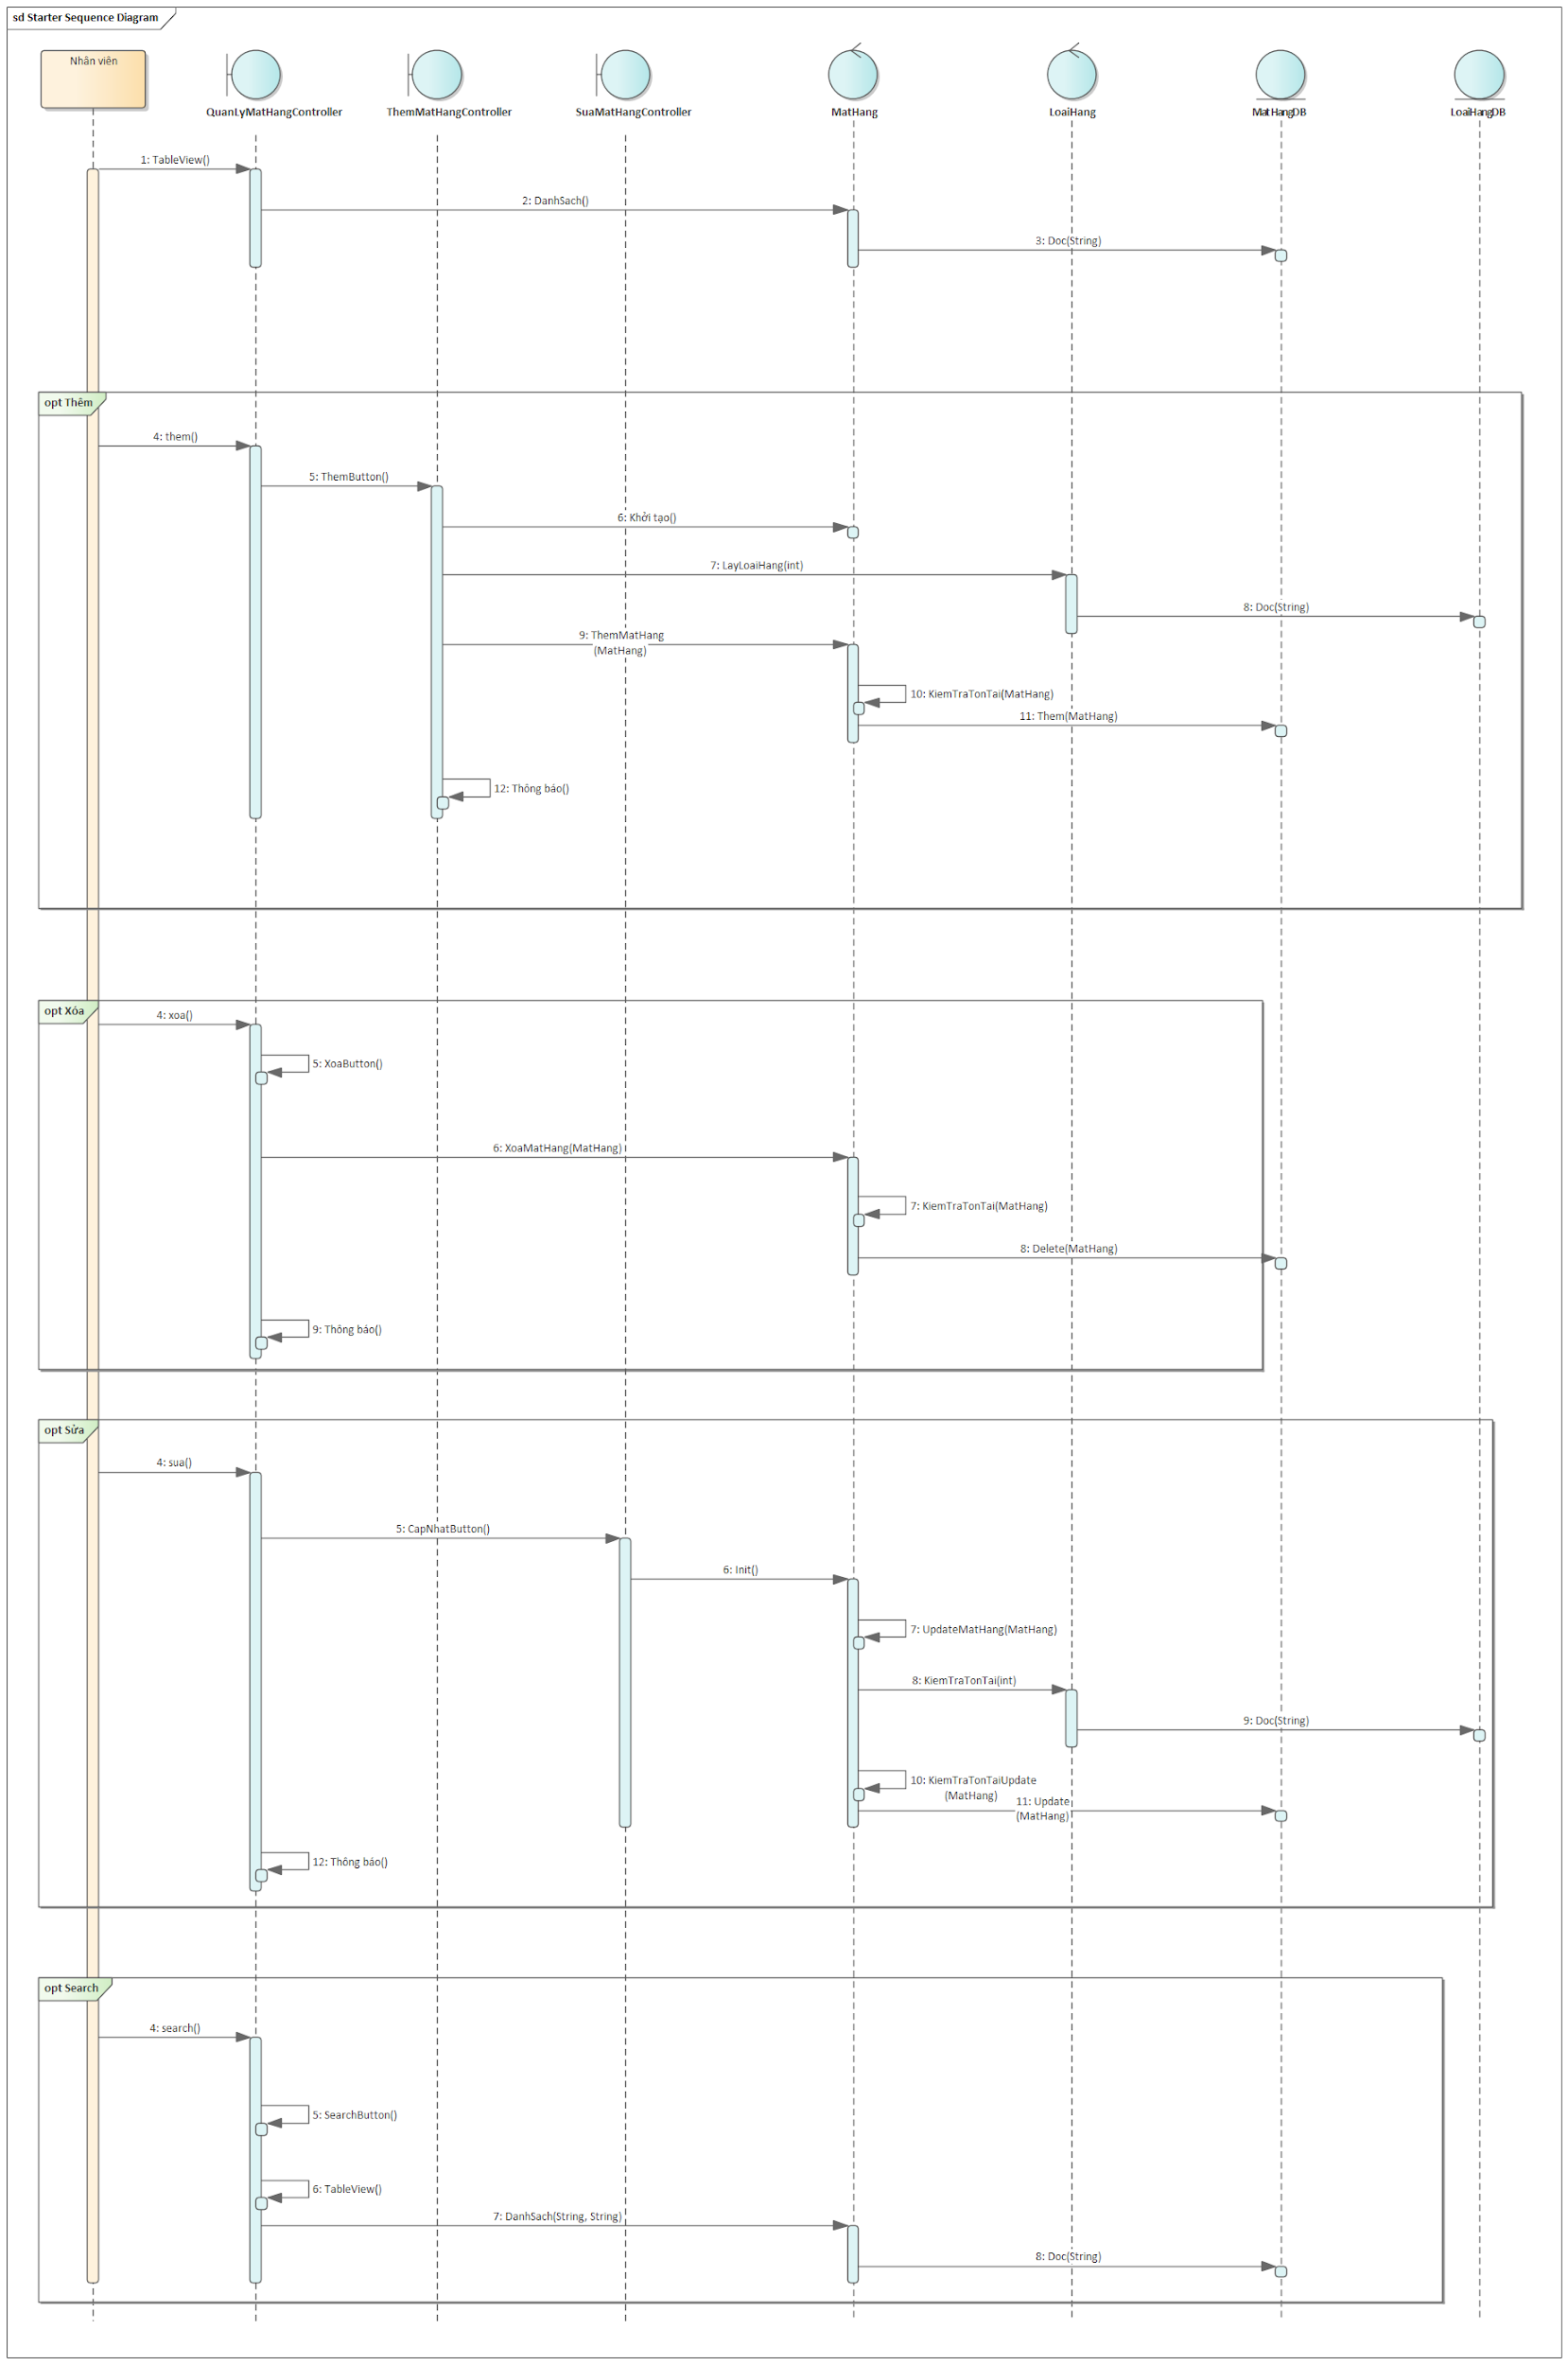 sd Starter Sequence Diagram
Nhân viên
QuanLyMatHangController
ThemMatHangController
SuaMatHangController
MatHang
LoaiHang
MatHangDB
LoaiHangDB
1: TableView()
2: DanhSach()
3: Doc(String)
opt Thêm
4: them()
5: ThemButton()
6: Khởi tạo()
7: LayLoaiHang(int)
8: Doc(String)
9: ThemMatHang
(MatHang)
10: KiemTraTonTai(MatHang)
11: Them(MatHang)
12: Thông báo()
opt Xóa
4: xoa()
5: XoaButton()
6: XoaMatHang(MatHang)
7: KiemTraTonTai(MatHang)
8: Delete(MatHang)
9: Thông báo()
opt Sửa
4: sua()
5: CapNhatButton()
6: Init()
7: UpdateMatHang(MatHang)
8: KiemTraTonTai(int)
9: Doc(String)
10: KiemTraTonTaiUpdate
(MatHang)
11: Update
(MatHang)
12: Thông báo()
opt Search
4: search()
5: SearchButton()
6: TableView()
7: DanhSach(String, String)
8: Doc(String)